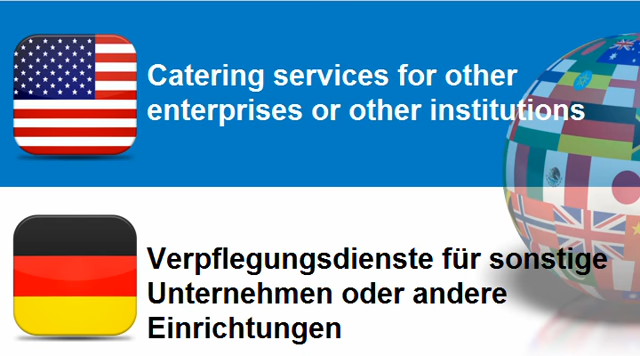 Catering services for other
enterprises or other institutions
Verpflegungsdienste für sonstige
Unternehmen oder andere
Einrichtungen